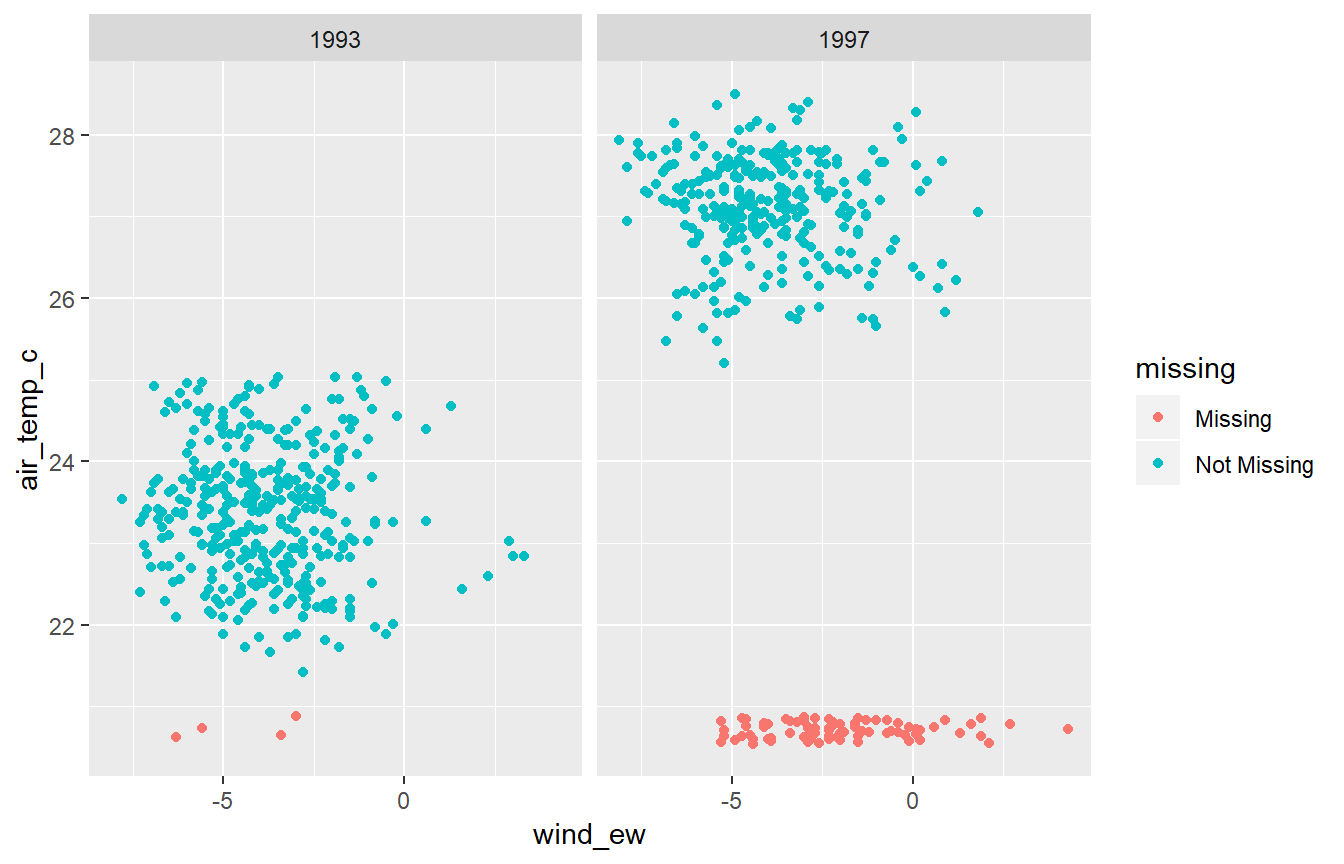 1993 1997
28
26
24
22
air_temp_c
-5 0 -5 0
wind_ew
missing
Missing
Not Missing